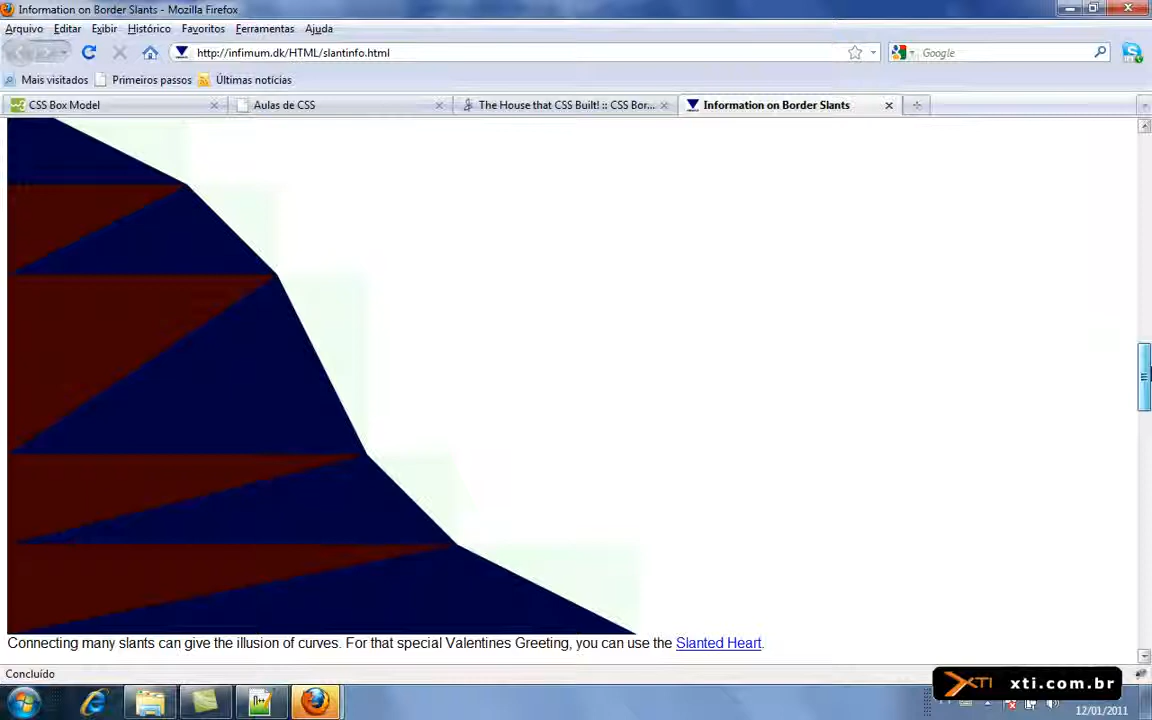 Information on Border Slants - Mozilla Firefox
Arquivo Editar Exibir Histórico Favoritos Ferramentas Ajuda
http://infimum.dk/HTML/slantinfo.html
Google
Mais visitados Primeiros passos Últimas notícias
CSS Box Model Aulas de CSS The House that CSS Built! :: CSS Bor... Information on Border Slants
Connecting many slants can give the illusion of curves. For that special Valentines Greeting, you can use the Slanted Heart.
Concluído
XTI xti.com.br
12/01/2011